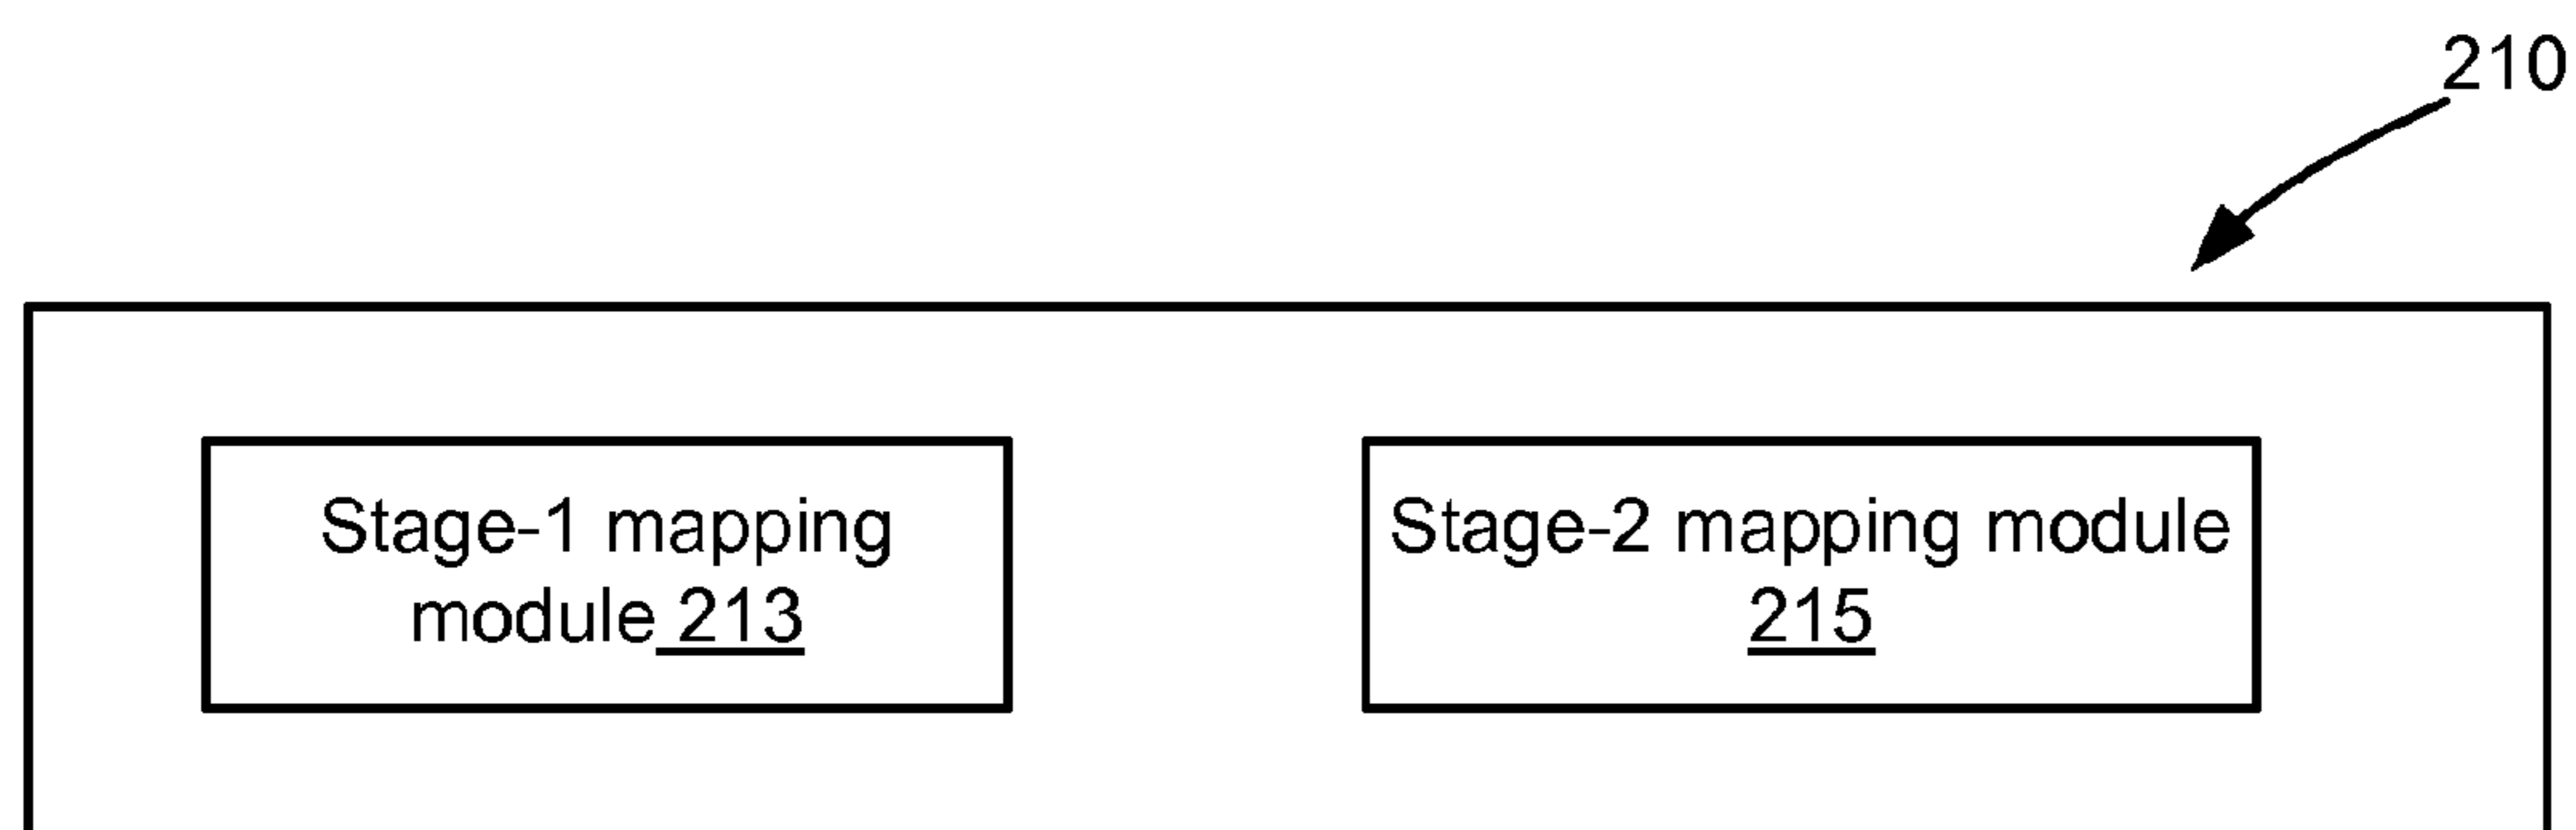 210
Stage-1 mapping
module 213
Stage-2 mapping module
215